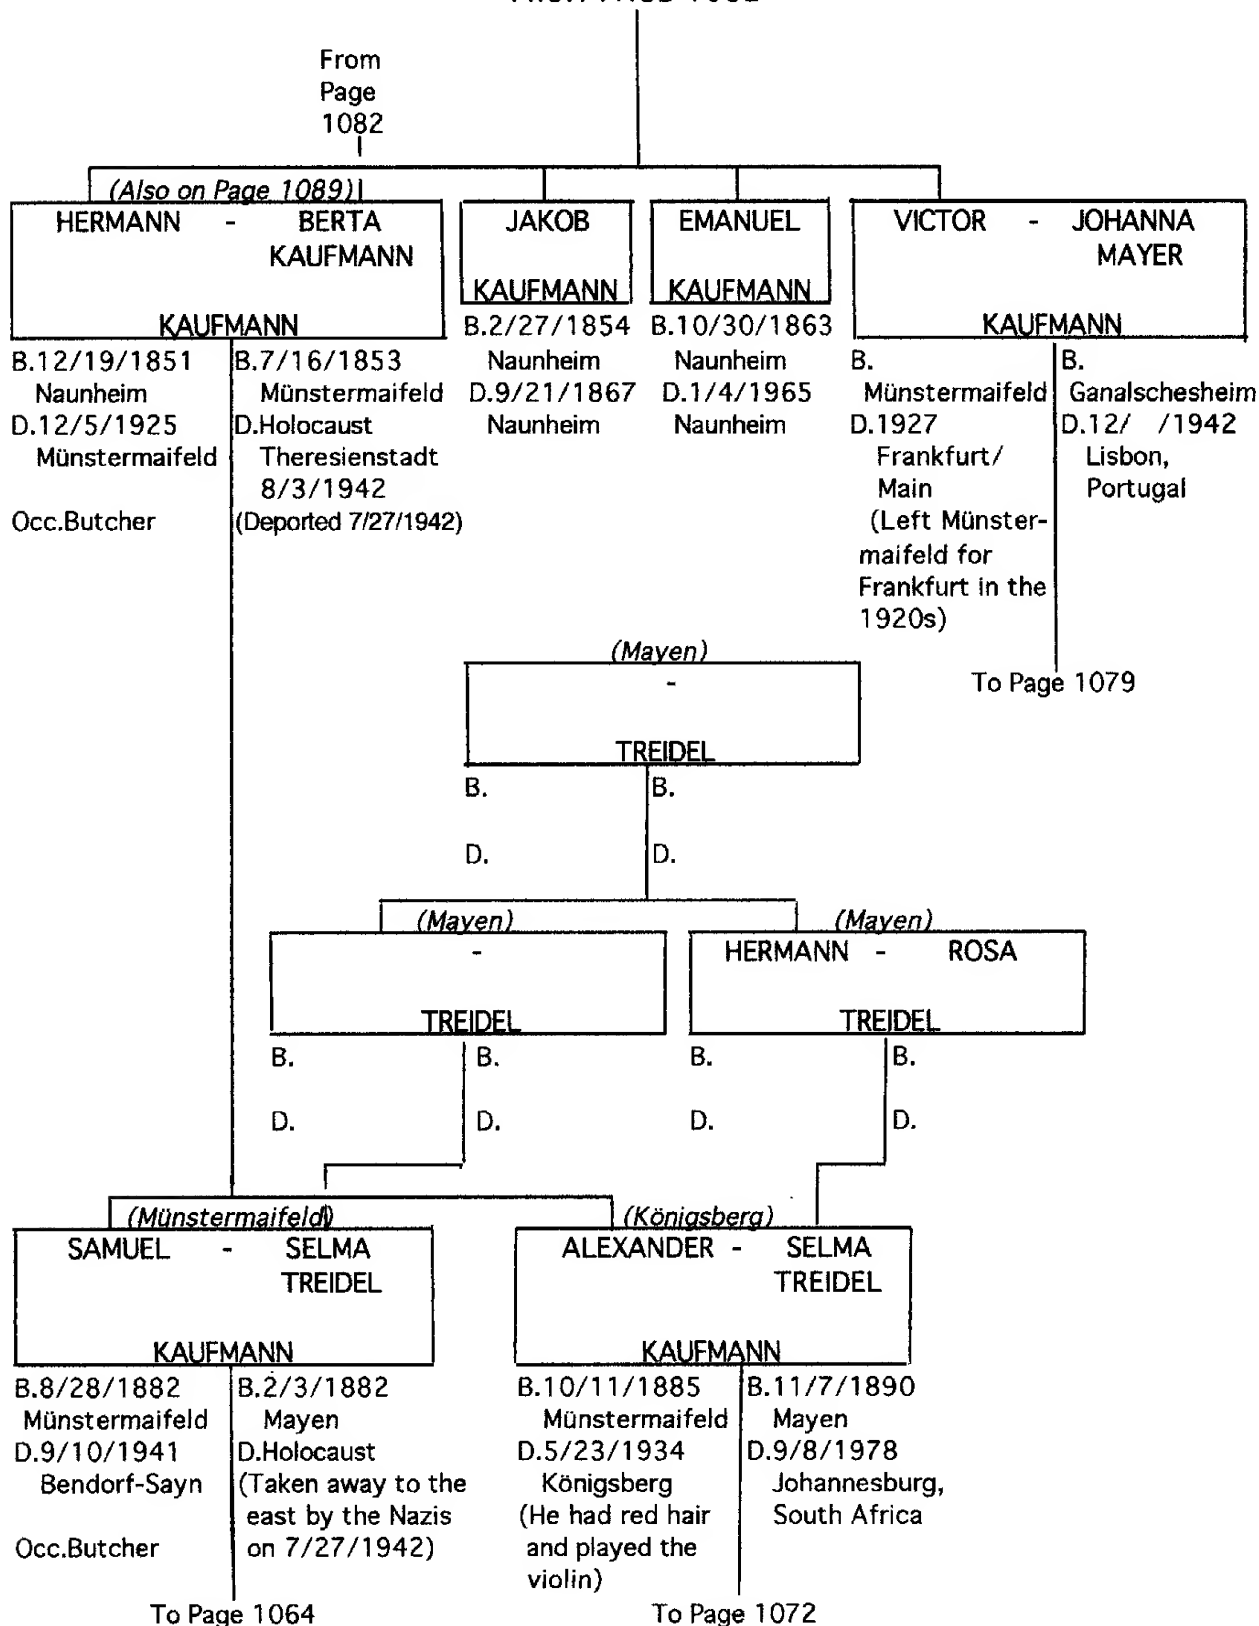 From
Page
1082
(Also on Page 1089)
HERMANN - BERTA
KAUFMANN
KAUFMANN
B.12/19/1851
Naunheim
D.12/5/1925
Münstermaifeld
Occ.Butcher
B.7/16/1853
Münstermaifeld
D.Holocaust
Theresienstadt
8/3/1942
(Deported 7/27/1942)
JAKOB
KAUFMANN
B.2/27/1854
Naunheim
D.9/21/1867
Naunheim
EMANUEL
KAUFMANN
B.10/30/1863
Naunheim
D.1/4/1965
Naunheim
VICTOR - JOHANNA
MAYER
KAUFMANN
B.
Münstermaifeld
D.1927
Frankfurt/
Main
(Left Münster-
maifeld for
Frankfurt in the
1920s)
B.
Ganalschesheim
D.12/ /1942
Lisbon,
Portugal
To Page 1079
(Mayen)
-
TREIDEL
B. B.
D. D.
(Mayen)
-
TREIDEL
B. B.
D. D.
(Mayen)
HERMANN - ROSA
TREIDEL
B. B.
D. D.
(Münstermaifeld)
SAMUEL - SELMA
TREIDEL
KAUFMANN
B.8/28/1882
Münstermaifeld
D.9/10/1941
Bendorf-Sayn
Occ.Butcher
B.2/3/1882
Mayen
D.Holocaust
(Taken away to the
east by the Nazis
on 7/27/1942)
To Page 1064
(Königsberg)
ALEXANDER - SELMA
TREIDEL
KAUFMANN
B.10/11/1885
Münstermaifeld
D.5/23/1934
Königsberg
(He had red hair
and played the
violin)
B.11/7/1890
Mayen
D.9/8/1978
Johannesburg,
South Africa
To Page 1072